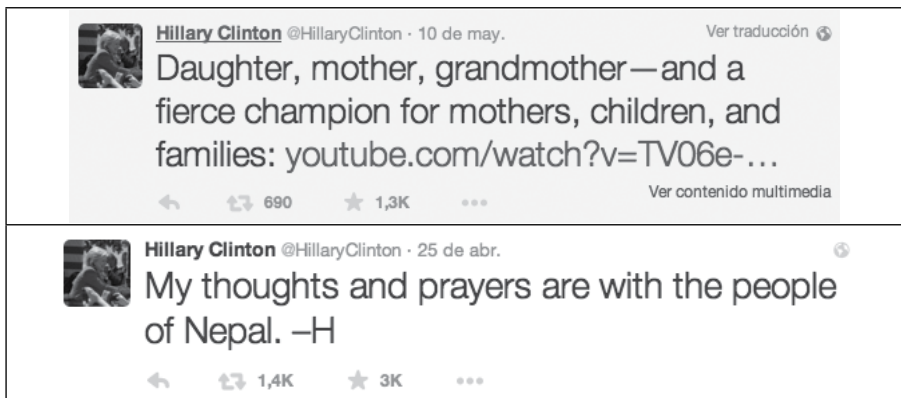 Hillary Clinton @HillaryClinton · 10 de may. Ver traducción
Daughter, mother, grandmother—and a
fierce champion for mothers, children, and
families: youtube.com/watch?v=TV06e-...
Ver contenido multimedia
690 1,3K
Hillary Clinton @HillaryClinton · 25 de abr.
My thoughts and prayers are with the people
of Nepal. –H
1,4K 3K